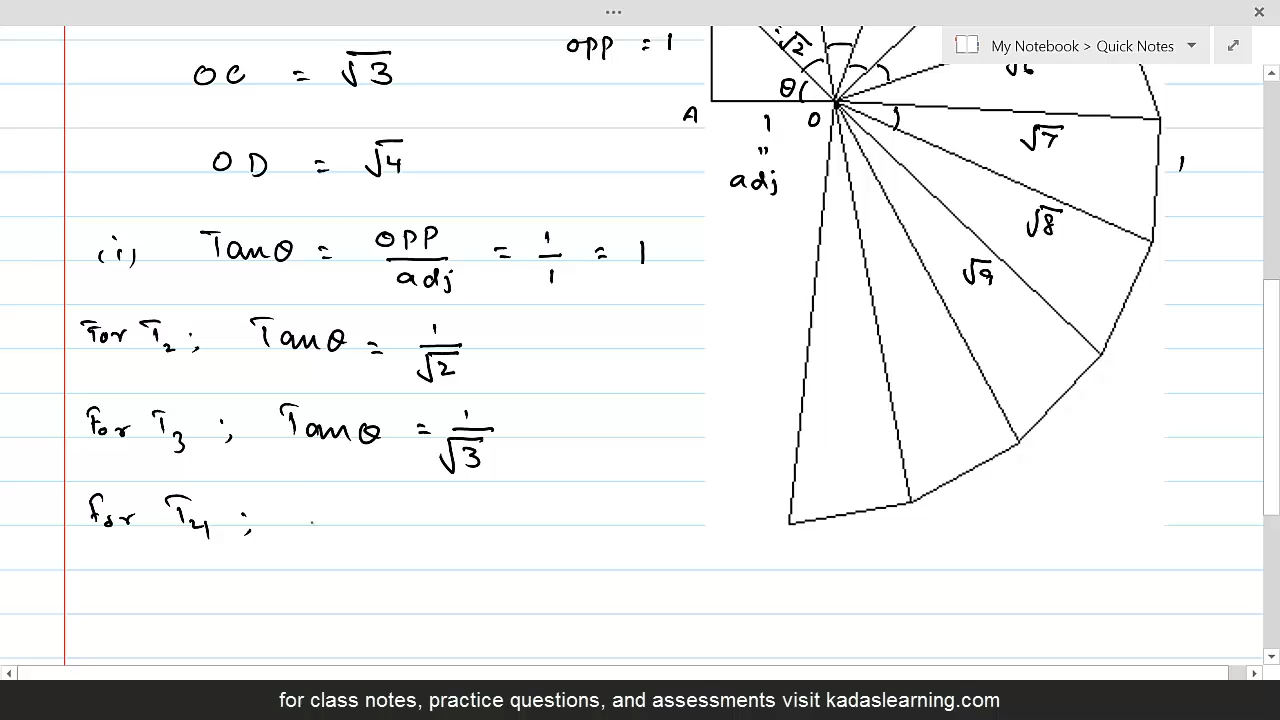 ...
My Notebook > Quick Notes
OC = √3
opp = 1
√2
√6
θ
A
1
O
"
adj
√7
1
OD = √4
√8
(i) Tanθ = opp/adj = 1/1 = 1
√9
For T₂; Tanθ = 1/√2
For T₃; Tanθ = 1/√3
For T₄;
for class notes, practice questions, and assessments visit kadaslearning.com